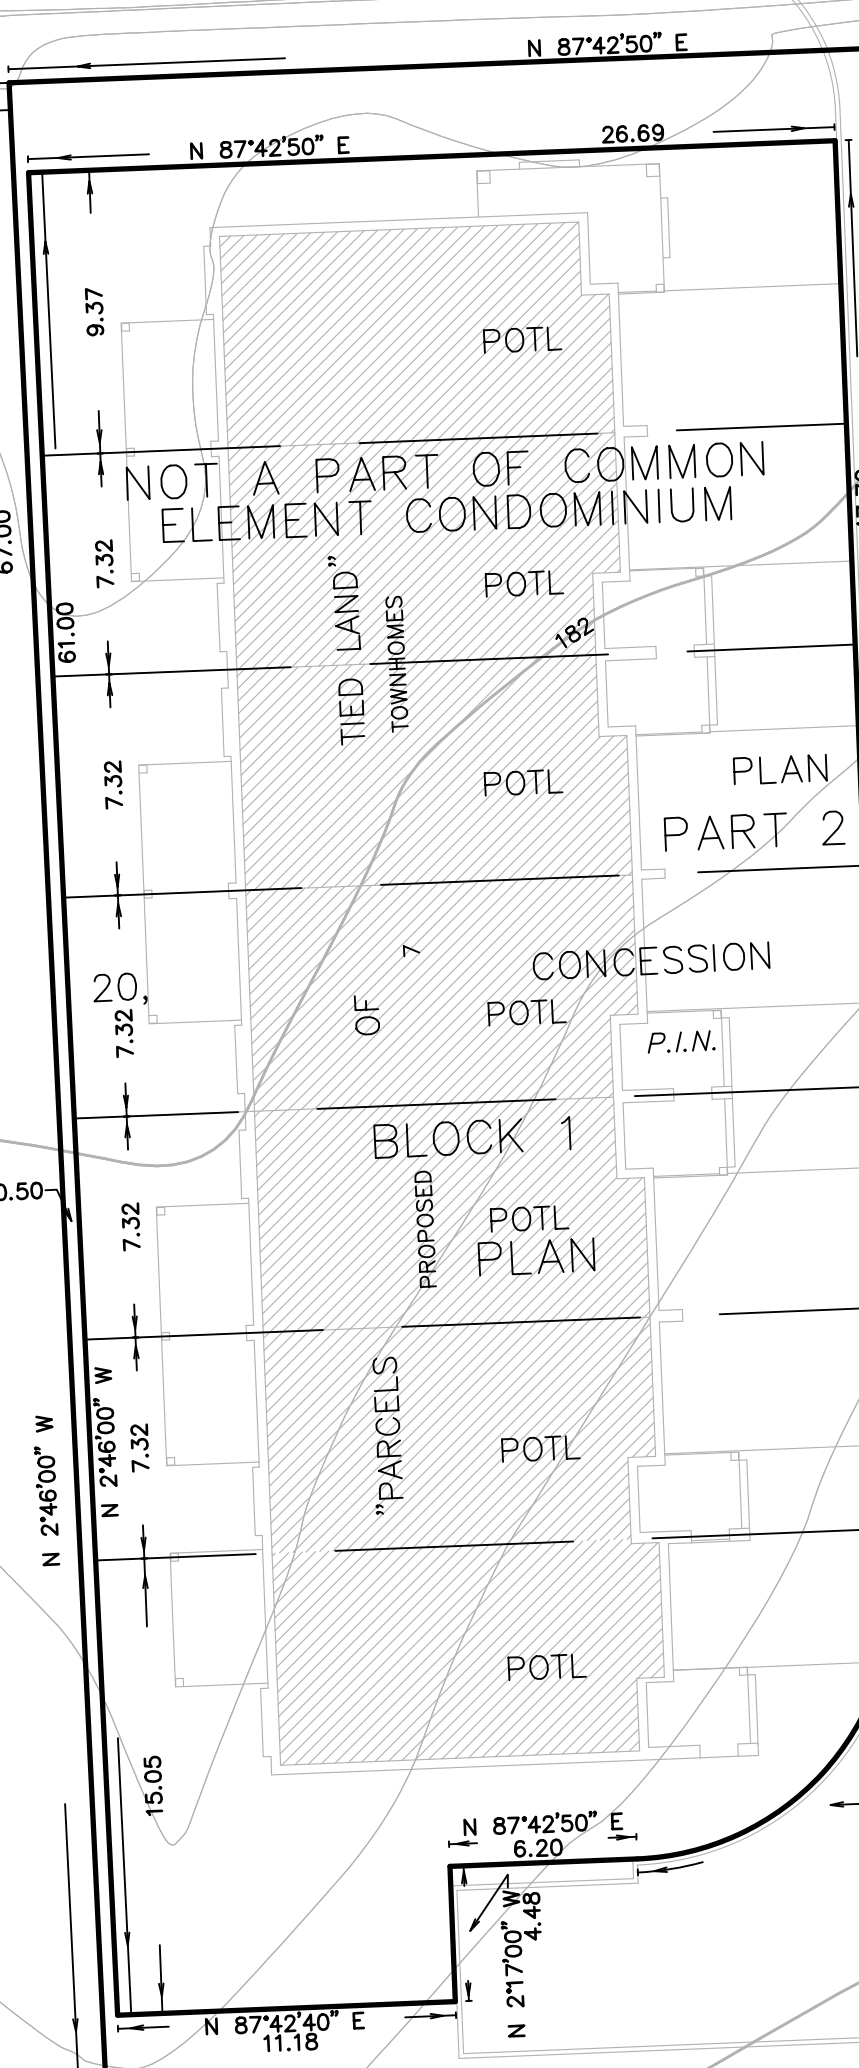 N 87°42'50" E
N 87°42'50" E
26.69
9.37
POTL
NOT A PART OF COMMON
ELEMENT CONDOMINIUM
67.00
7.32
POTL
TIED LAND"
TOWNHOMES
182
61.00
7.32
POTL
PLAN
PART 2
7
CONCESSION
20,
OF
POTL
7.32
P.I.N.
BLOCK 1
0.50
7.32
PROPOSED
POTL
PLAN
N 2°46'00" W
N 2°46'00" W
7.32
"PARCELS
POTL
POTL
15.05
N 87°42'50" E
6.20
N 2°17'00" W
4.48
N 87°42'40" E
11.18